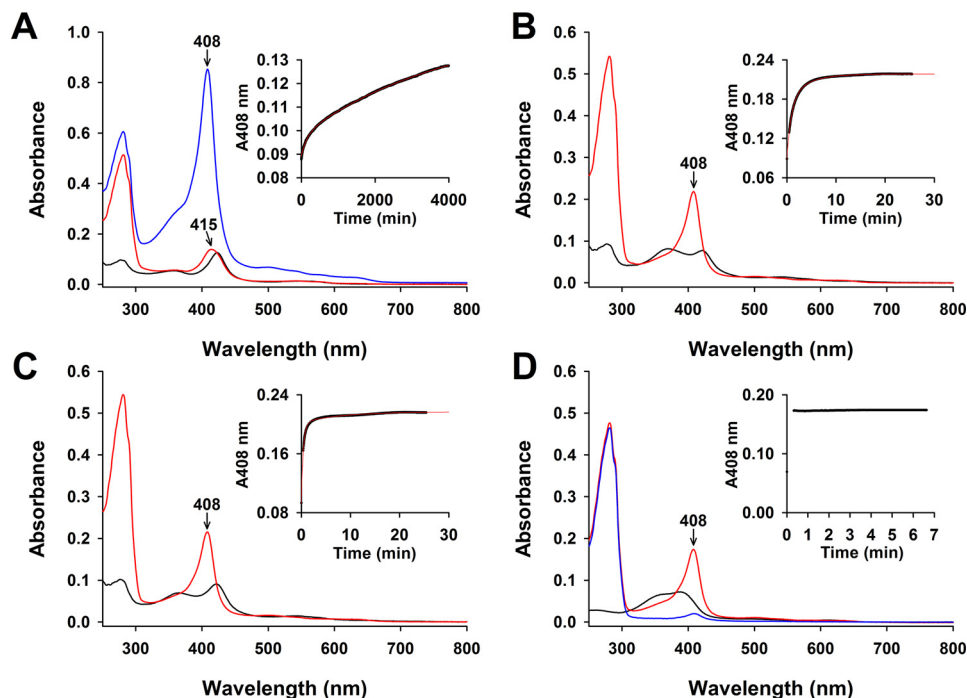 A
1.0
0.8
0.6
0.4
0.2
0.0
Absorbance
300 400 500 600 700 800
Wavelength (nm)
408
415
0.13
0.12
0.11
0.10
0.09
0.08
A408 nm
0 2000 4000
Time (min)
B
0.6
0.5
0.4
0.3
0.2
0.1
0.0
Absorbance
300 400 500 600 700 800
Wavelength (nm)
408
0.24
0.18
0.12
0.06
A408 nm
0 10 20 30
Time (min)
C
0.6
0.5
0.4
0.3
0.2
0.1
0.0
Absorbance
300 400 500 600 700 800
Wavelength (nm)
408
0.24
0.16
0.08
A408 nm
0 10 20 30
Time (min)
D
0.6
0.5
0.4
0.3
0.2
0.1
0.0
Absorbance
300 400 500 600 700 800
Wavelength (nm)
408
0.20
0.10
0.00
A408 nm
0 1 2 3 4 5 6 7
Time (min)